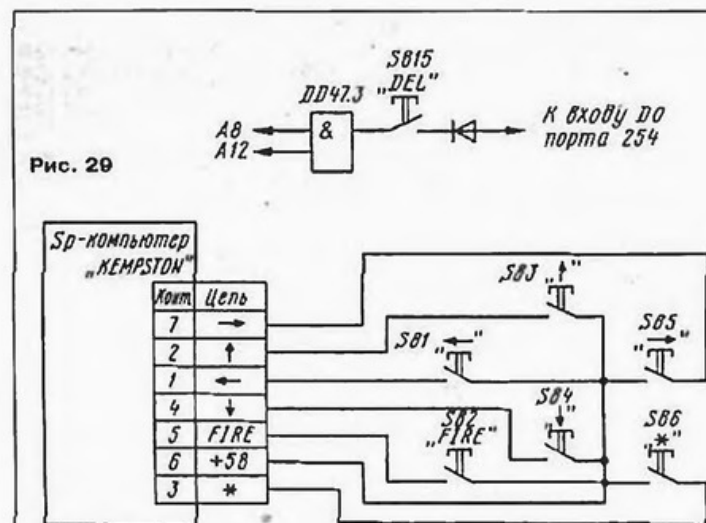 SB15
"DEL"
DD47.3
&
A8
A12
К входу D0
порта 254
Рис. 29
Sp-компьютер
"KEMPSTON"
Конт. Цепь
7 →
2 ↑
1 ←
4 ↓
5 FIRE
6 +5В
3 *
SB3 "↑"
SB1 "←"
SB5 "→"
SB2 "FIRE"
SB4 "↓"
SB6 "*"